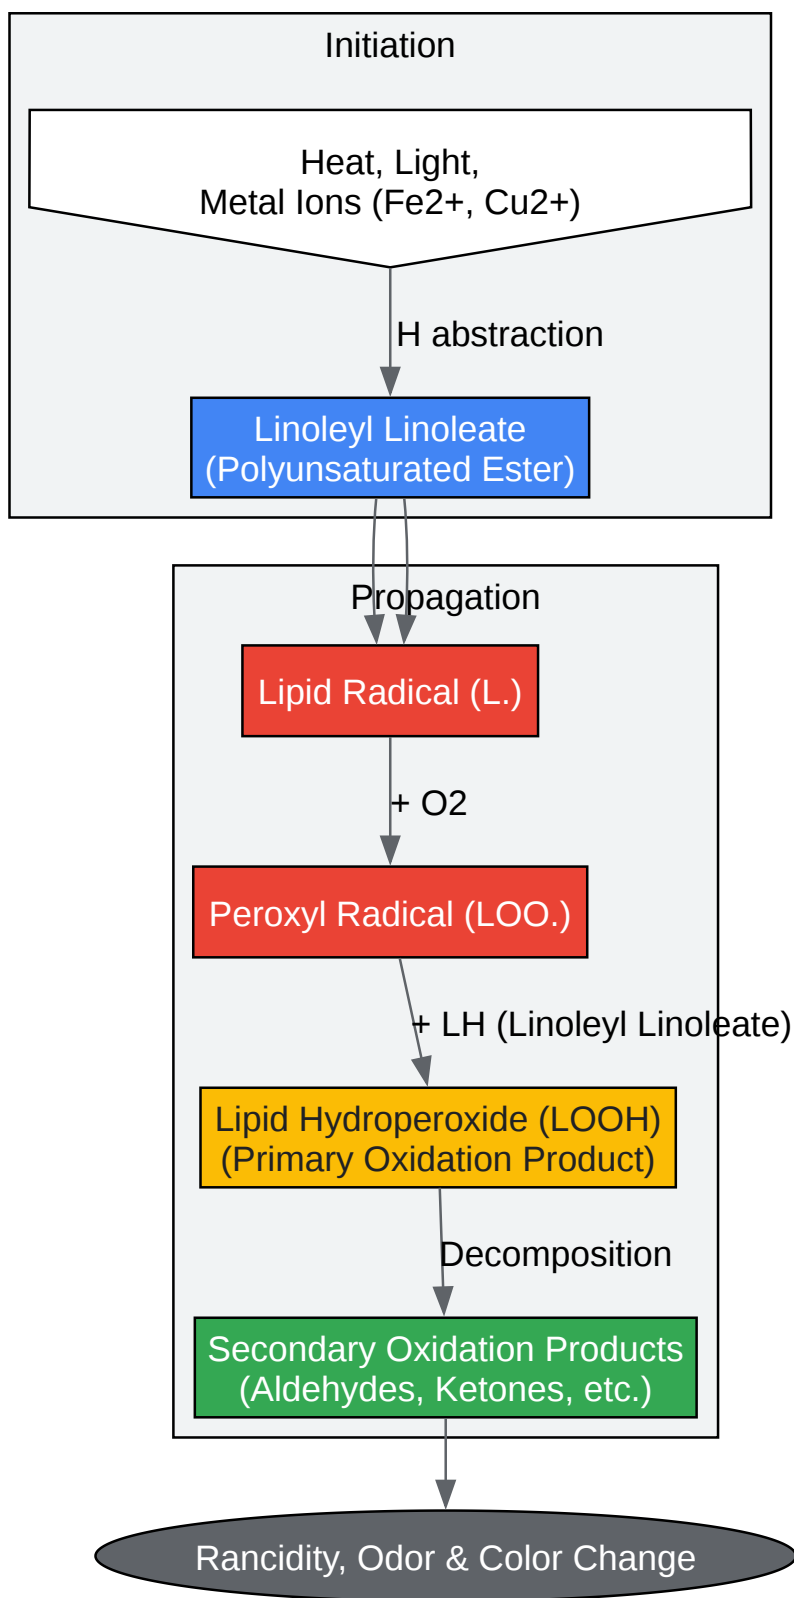 Initiation
Heat, Light,
Metal Ions (Fe2+, Cu2+)
H abstraction
Linoleyl Linoleate
(Polyunsaturated Ester)
Propagation
Lipid Radical (L.)
+ O2
Peroxyl Radical (LOO.)
+ LH (Linoleyl Linoleate)
Lipid Hydroperoxide (LOOH)
(Primary Oxidation Product)
Decomposition
Secondary Oxidation Products
(Aldehydes, Ketones, etc.)
Rancidity, Odor & Color Change